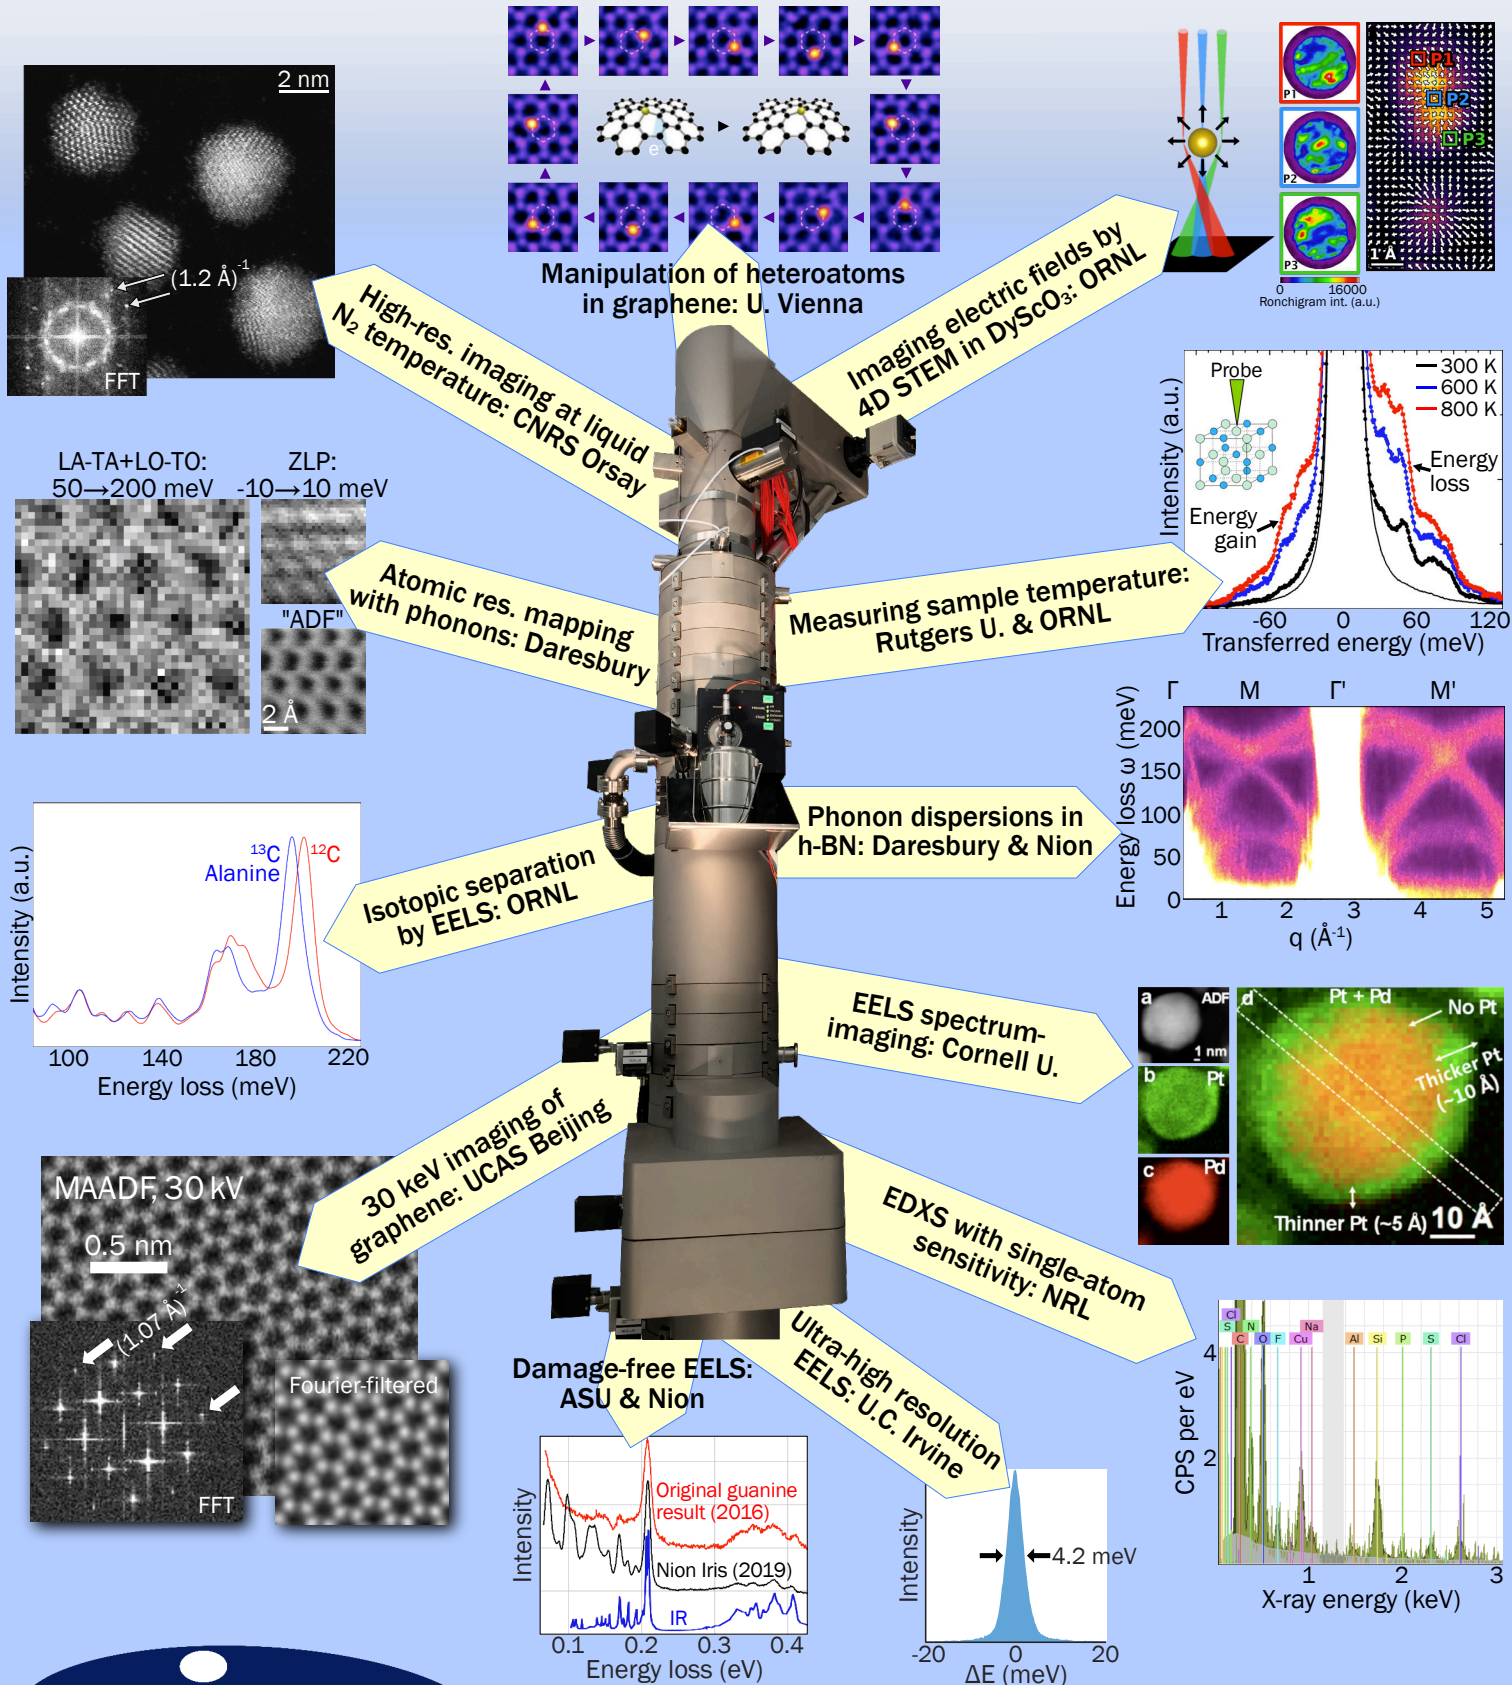 2 nm
(1.2 Å)⁻¹
FFT
High-res. imaging at liquid
N₂ temperature: CNRS Orsay
e⁻
Manipulation of heteroatoms
in graphene: U. Vienna
Imaging electric fields by
4D STEM in DyScO₃: ORNL
P1
P2
P3
P1
P2
P3
1 Å
0 16000
Ronchigram int. (a.u.)
LA-TA+LO-TO:
50→200 meV
ZLP:
-10→10 meV
"ADF"
2 Å
Atomic res. mapping
with phonons: Daresbury
Measuring sample temperature:
Rutgers U. & ORNL
Probe
300 K
600 K
800 K
Energy
loss
Energy
gain
Intensity (a.u.)
-60 0 60 120
Transferred energy (meV)
Γ M Γ' M'
Energy loss ω (meV)
200
150
100
50
0
1 2 3 4 5
q (Å⁻¹)
Phonon dispersions in
h-BN: Daresbury & Nion
¹³C ¹²C
Alanine
Intensity (a.u.)
100 140 180 220
Energy loss (meV)
Isotopic separation
by EELS: ORNL
EELS spectrum-
imaging: Cornell U.
a ADF
1 nm
b Pt
c Pd
d Pt + Pd
No Pt
Thicker Pt
(~10 Å)
Thinner Pt (~5 Å)
10 Å
30 keV imaging of
graphene: UCAS Beijing
MAADF, 30 kV
0.5 nm
(1.07 Å)⁻¹
FFT
Fourier-filtered
EDXS with single-atom
sensitivity: NRL
Cl
S N Na
C O F Cu Al Si P S Cl
4
2
CPS per eV
1 2 3
X-ray energy (keV)
Damage-free EELS:
ASU & Nion
Original guanine
result (2016)
Nion Iris (2019)
IR
Intensity
0.1 0.2 0.3 0.4
Energy loss (eV)
Ultra-high resolution
EELS: U.C. Irvine
4.2 meV
Intensity
-20 0 20
ΔE (meV)